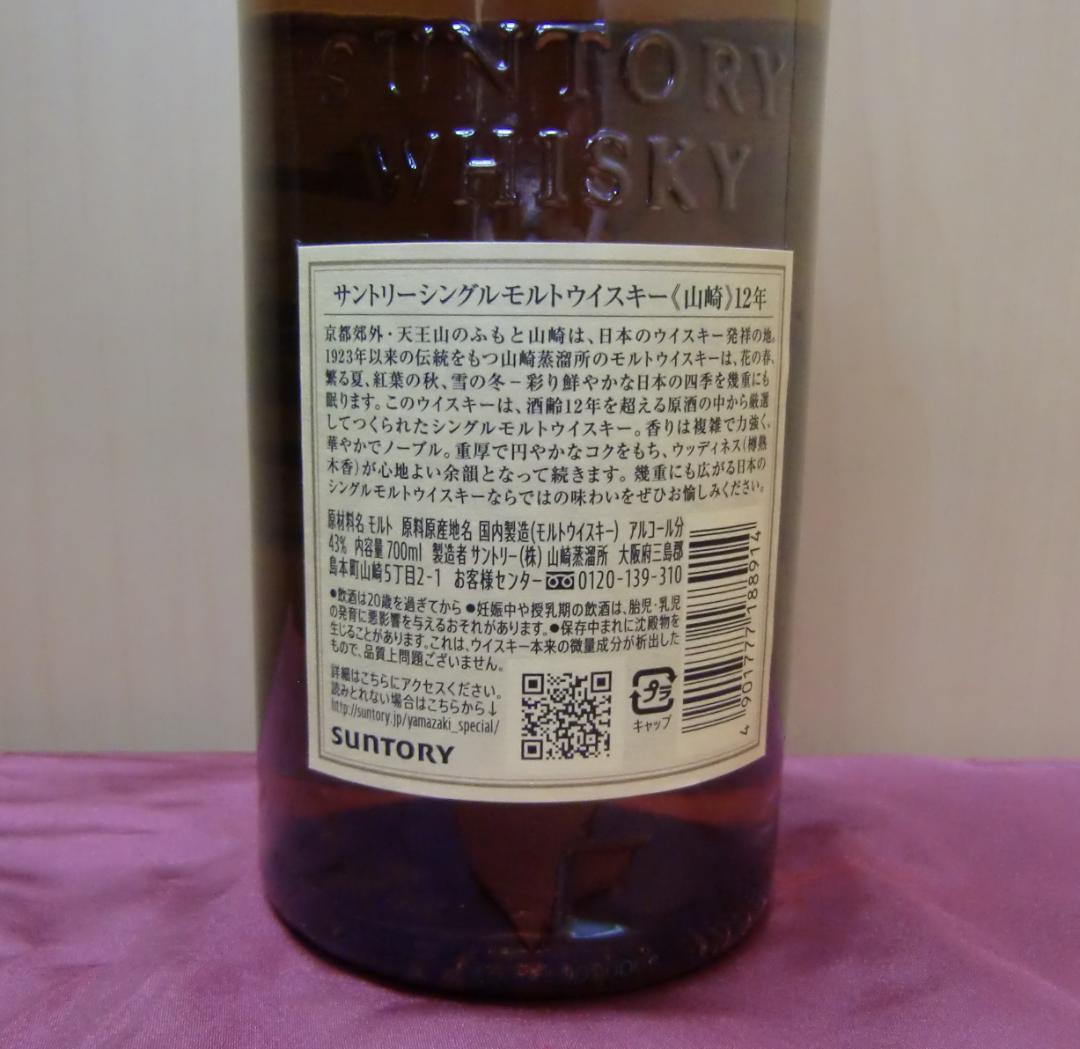 SUNTORY
WHISKY
サントリーシングルモルトウイスキー《山崎》12年
京都郊外・天王山のふもと山崎は、日本のウイスキー発祥の地。
1923年以来の伝統をもつ山崎蒸溜所のモルトウイスキーは、花の春、
繁る夏、紅葉の秋、雪の冬－彩り鮮やかな日本の四季を幾重にも
眠ります。このウイスキーは、酒齢12年を超える原酒の中から厳選
してつくられたシングルモルトウイスキー。香りは複雑で力強く、
華やかでノーブル。重厚で円やかなコクをもち、ウッディネス(樽熟
木香)が心地よい余韻となって続きます。幾重にも広がる日本の
シングルモルトウイスキーならではの味わいをぜひお愉しみください。
原材料名 モルト 原料原産地名 国内製造(モルトウイスキー) アルコール分
43% 内容量 700ml 製造者 サントリー(株) 山崎蒸溜所 大阪府三島郡
島本町山崎5丁目2-1 お客様センター 0120-139-310
●飲酒は20歳を過ぎてから ●妊娠中や授乳期の飲酒は、胎児・乳児
の発育に悪影響を与えるおそれがあります。●保存中まれに沈殿物を
生じることがあります。これは、ウイスキー本来の微量成分が析出した
もので、品質上問題ございません。
詳細はこちらにアクセスください。
読みとれない場合はこちらから↓
http://suntory.jp/yamazaki_special/
SUNTORY
プラ
キャップ
4 901777 188914